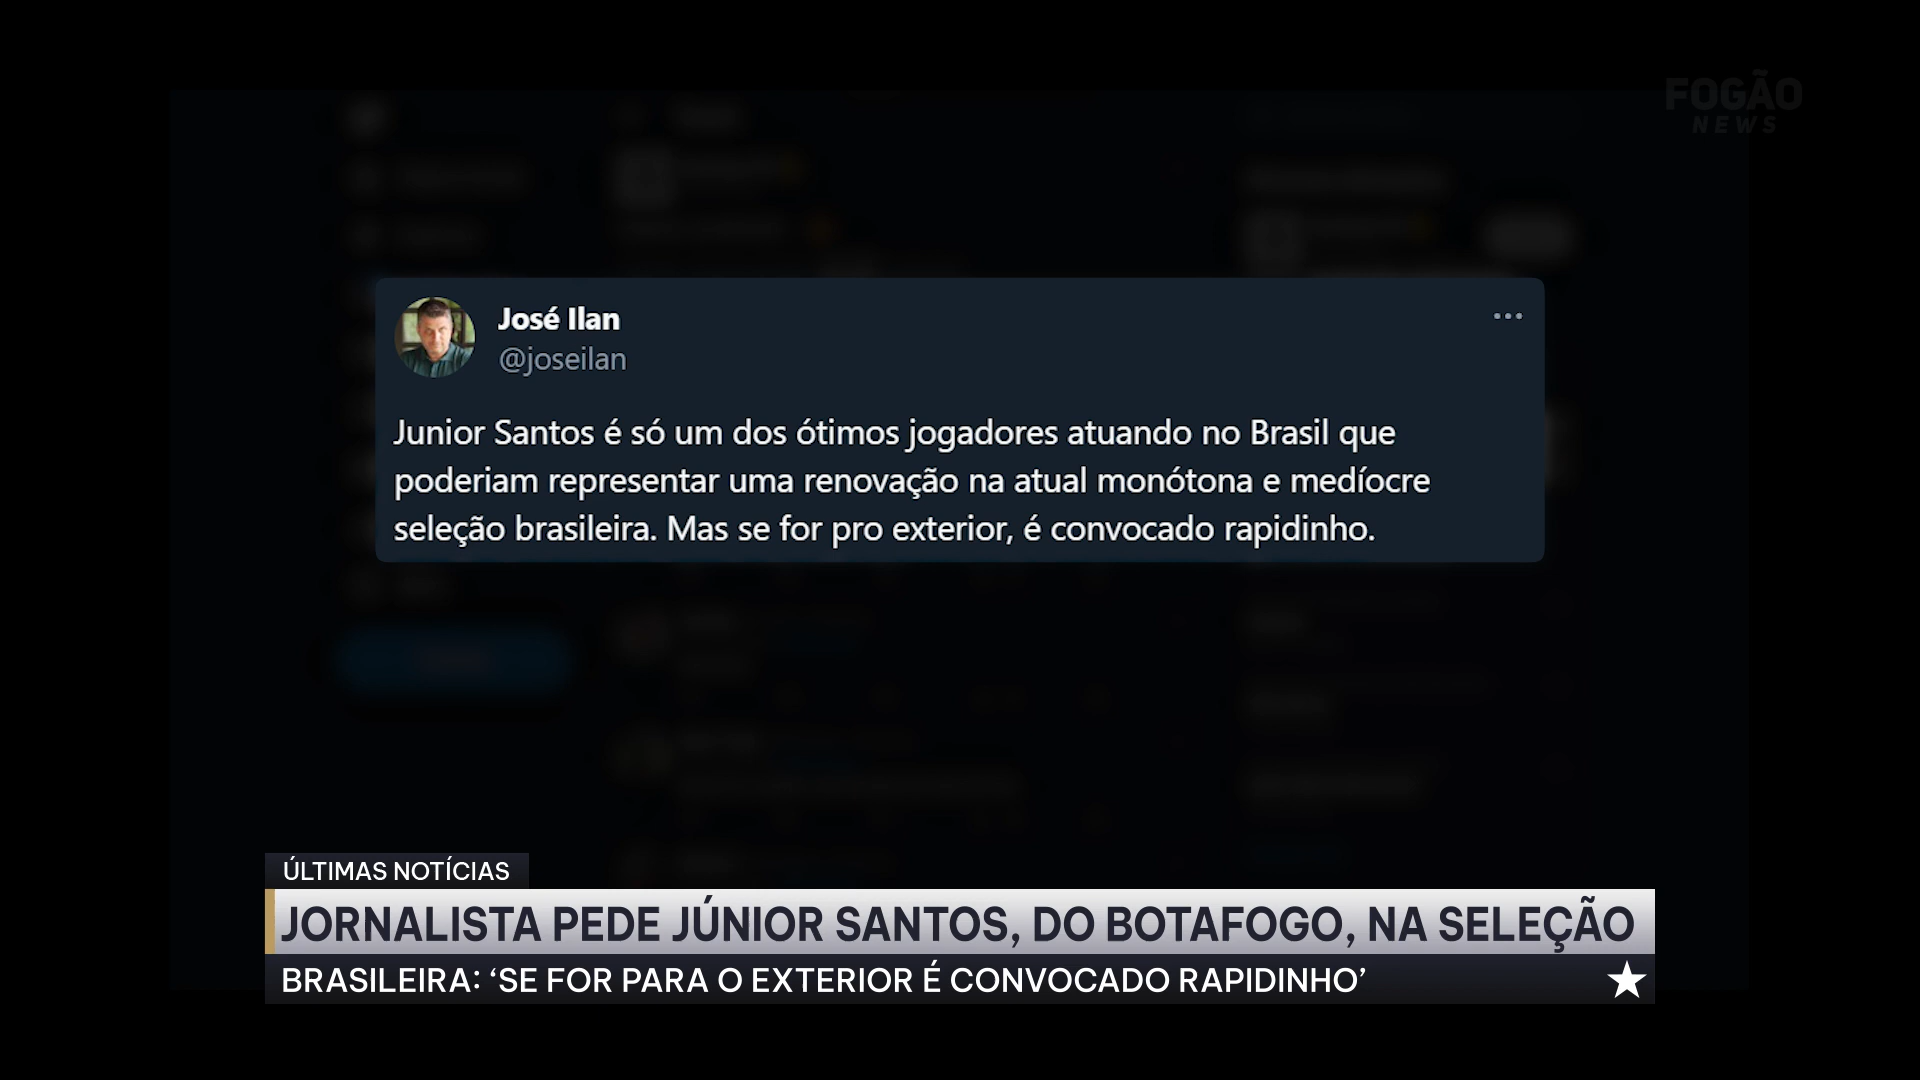 FOGÃO
NEWS
José Ilan
@joseilan
Junior Santos é só um dos ótimos jogadores atuando no Brasil que
poderiam representar uma renovação na atual monótona e medíocre
seleção brasileira. Mas se for pro exterior, é convocado rapidinho.
ÚLTIMAS NOTÍCIAS
JORNALISTA PEDE JÚNIOR SANTOS, DO BOTAFOGO, NA SELEÇÃO
BRASILEIRA: ‘SE FOR PARA O EXTERIOR É CONVOCADO RAPIDINHO’